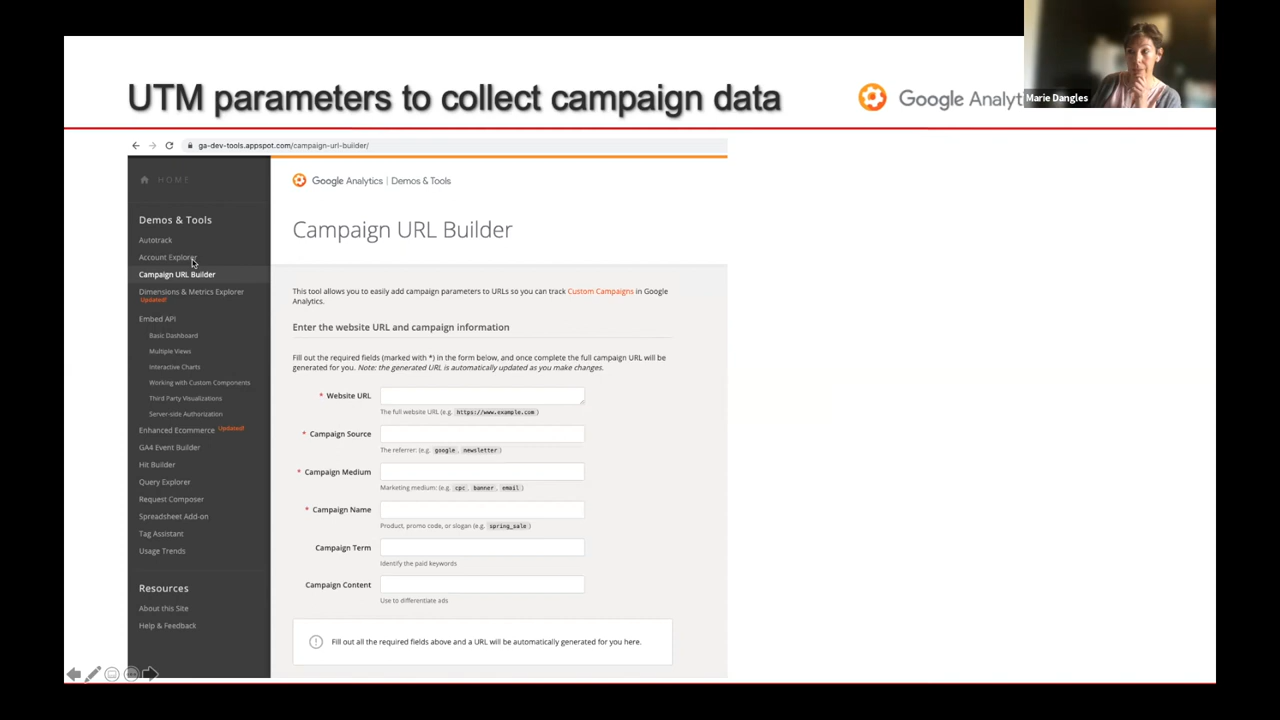 UTM parameters to collect campaign data
Google Analyt
Marie Dangles
ga-dev-tools.appspot.com/campaign-url-builder/
HOME
Demos & Tools
Autotrack
Account Explorer
Campaign URL Builder
Dimensions & Metrics Explorer
Updated!
Embed API
Basic Dashboard
Multiple Views
Interactive Charts
Working with Custom Components
Third Party Visualizations
Server-side Authorization
Enhanced Ecommerce Updated!
GA4 Event Builder
Hit Builder
Query Explorer
Request Composer
Spreadsheet Add-on
Tag Assistant
Usage Trends
Resources
About this Site
Help & Feedback
Google Analytics | Demos & Tools
Campaign URL Builder
This tool allows you to easily add campaign parameters to URLs so you can track Custom Campaigns in Google
Analytics.
Enter the website URL and campaign information
Fill out the required fields (marked with *) in the form below, and once complete the full campaign URL will be
generated for you. Note: the generated URL is automatically updated as you make changes.
* Website URL
The full website URL (e.g. https://www.example.com )
* Campaign Source
The referrer: (e.g. google , newsletter )
* Campaign Medium
Marketing medium: (e.g. cpc , banner , email )
* Campaign Name
Product, promo code, or slogan (e.g. spring_sale )
Campaign Term
Identify the paid keywords
Campaign Content
Use to differentiate ads
Fill out all the required fields above and a URL will be automatically generated for you here.